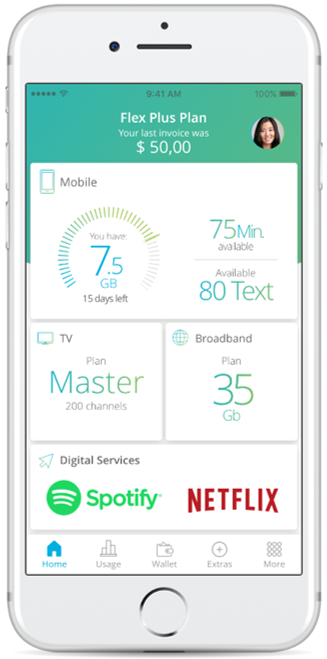 9:41 AM
100%
Flex Plus Plan
Your last invoice was
$ 50,00
Mobile
You have:
7.5
GB
15 days left
75Min.
available
Available
80 Text
TV
Plan
Master
200 channels
Broadband
Plan
35
Gb
Digital Services
Spotify
NETFLIX
Home
Usage
Wallet
Extras
More